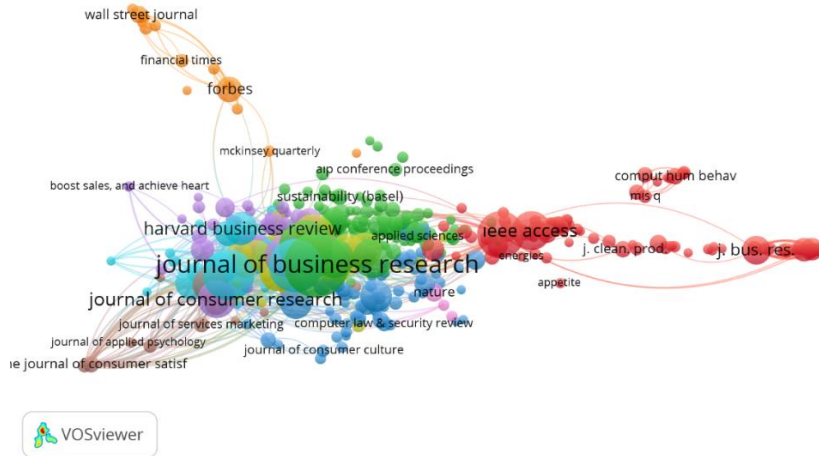 wall street journal
financial times
forbes
mckinsey quarterly
aip conference proceedings
comput hum behav
boost sales, and achieve heart
mis q
sustainability (basel)
harvard business review
ieee access
applied sciences
j. clean. prod.
j. bus. res.
energies
journal of business research
appetite
nature
journal of consumer research
journal of services marketing
computer law & security review
journal of applied psychology
journal of consumer culture
ne journal of consumer satisf
VOSviewer